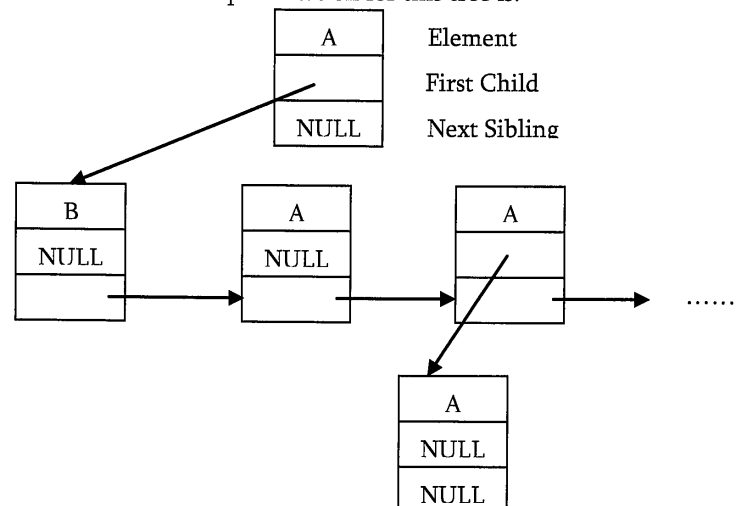 A Element
First Child
NULL Next Sibling
B A A
NULL NULL
......
A
NULL
NULL